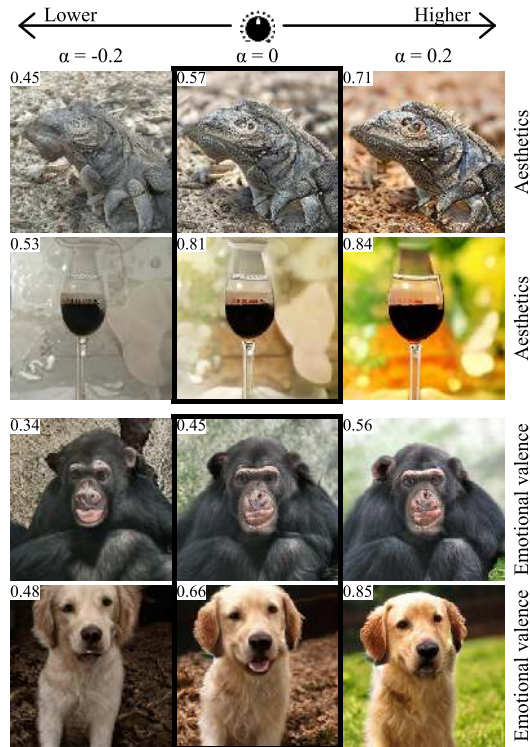 Lower Higher
α = -0.2 α = 0 α = 0.2
0.45 0.57 0.71 Aesthetics
0.53 0.81 0.84 Aesthetics
0.34 0.45 0.56 Emotional valence
0.48 0.66 0.85 Emotional valence